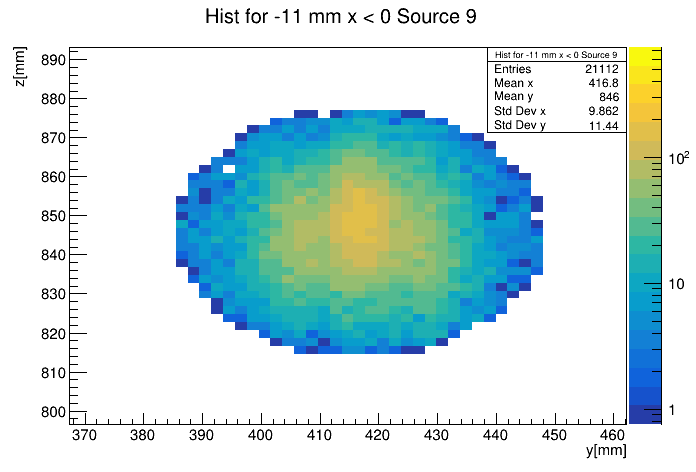 Hist for -11 mm x < 0 Source 9
z[mm]
Hist for -11 mm x < 0 Source 9
Entries 21112
Mean x 416.8
Mean y 846
Std Dev x 9.862
Std Dev y 11.44
890
880
870
860
850
840
830
820
810
800
370 380 390 400 410 420 430 440 450 460
y[mm]
10²
10
1